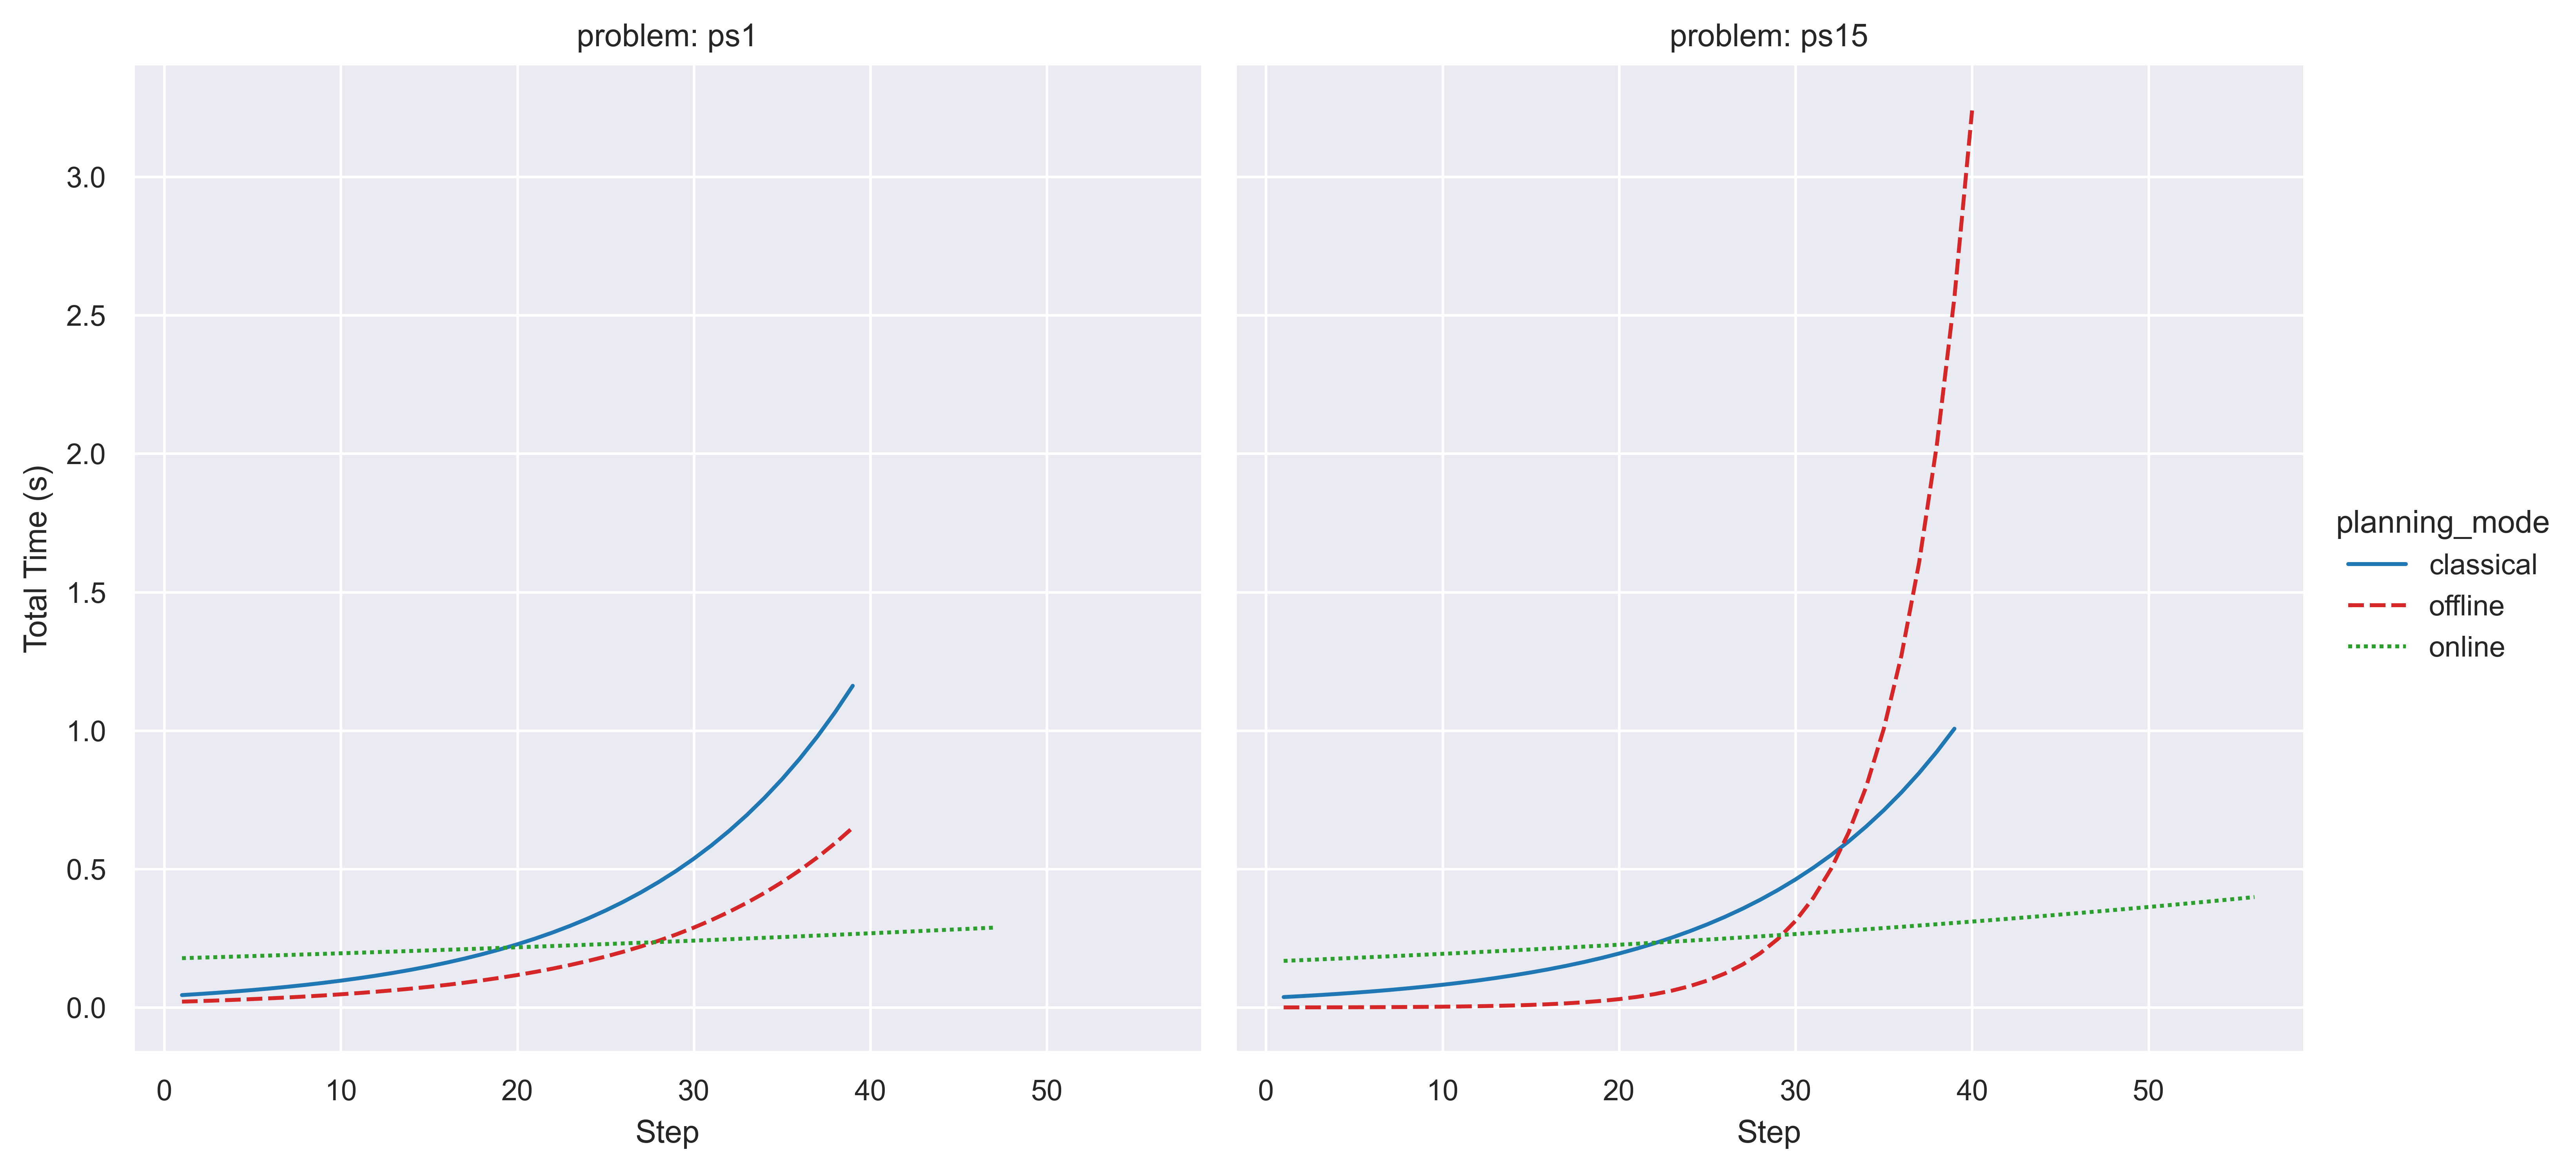 problem: ps1
problem: ps15
Total Time (s)
3.0
2.5
2.0
1.5
1.0
0.5
0.0
0 10 20 30 40 50
0 10 20 30 40 50
Step
Step
planning_mode
classical
offline
online